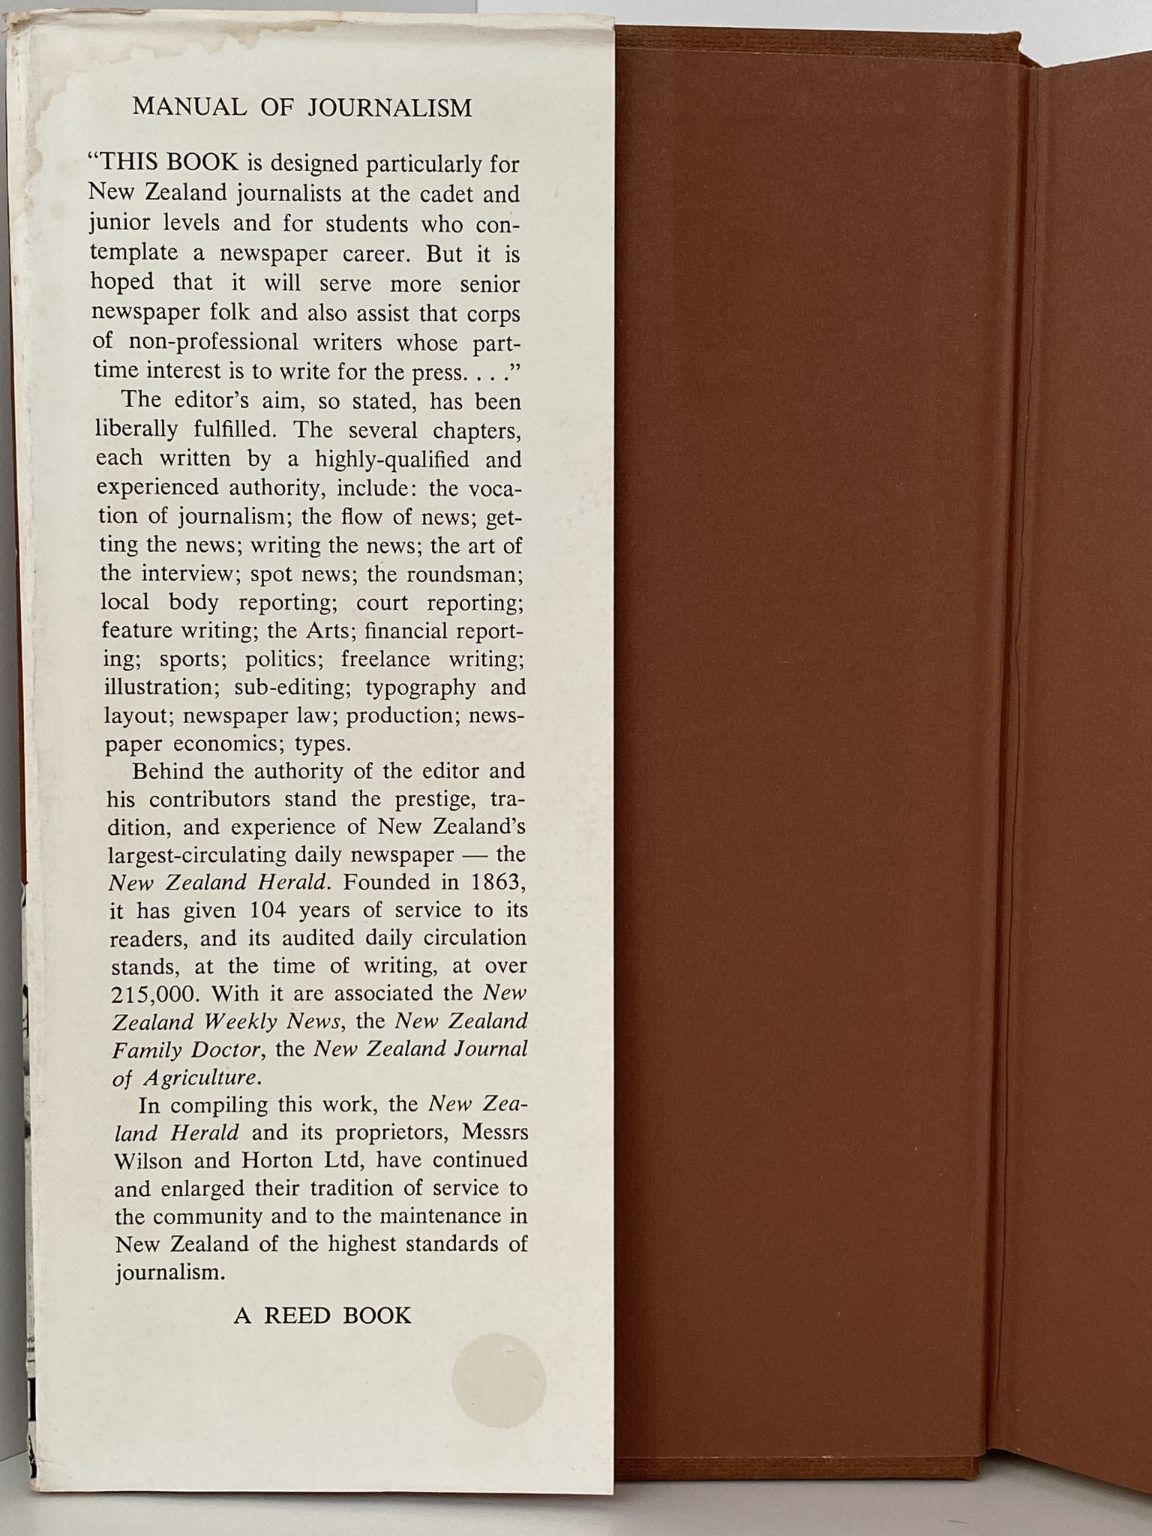 MANUAL OF JOURNALISM
“THIS BOOK is designed particularly for
New Zealand journalists at the cadet and
junior levels and for students who con-
template a newspaper career. But it is
hoped that it will serve more senior
newspaper folk and also assist that corps
of non-professional writers whose part-
time interest is to write for the press. . . .”
The editor's aim, so stated, has been
liberally fulfilled. The several chapters,
each written by a highly-qualified and
experienced authority, include: the voca-
tion of journalism; the flow of news; get-
ting the news; writing the news; the art of
the interview; spot news; the roundsman;
local body reporting; court reporting;
feature writing; the Arts; financial report-
ing; sports; politics; freelance writing;
illustration; sub-editing; typography and
layout; newspaper law; production; news-
paper economics; types.
Behind the authority of the editor and
his contributors stand the prestige, tra-
dition, and experience of New Zealand's
largest-circulating daily newspaper — the
New Zealand Herald. Founded in 1863,
it has given 104 years of service to its
readers, and its audited daily circulation
stands, at the time of writing, at over
215,000. With it are associated the New
Zealand Weekly News, the New Zealand
Family Doctor, the New Zealand Journal
of Agriculture.
In compiling this work, the New Zea-
land Herald and its proprietors, Messrs
Wilson and Horton Ltd, have continued
and enlarged their tradition of service to
the community and to the maintenance in
New Zealand of the highest standards of
journalism.
A REED BOOK